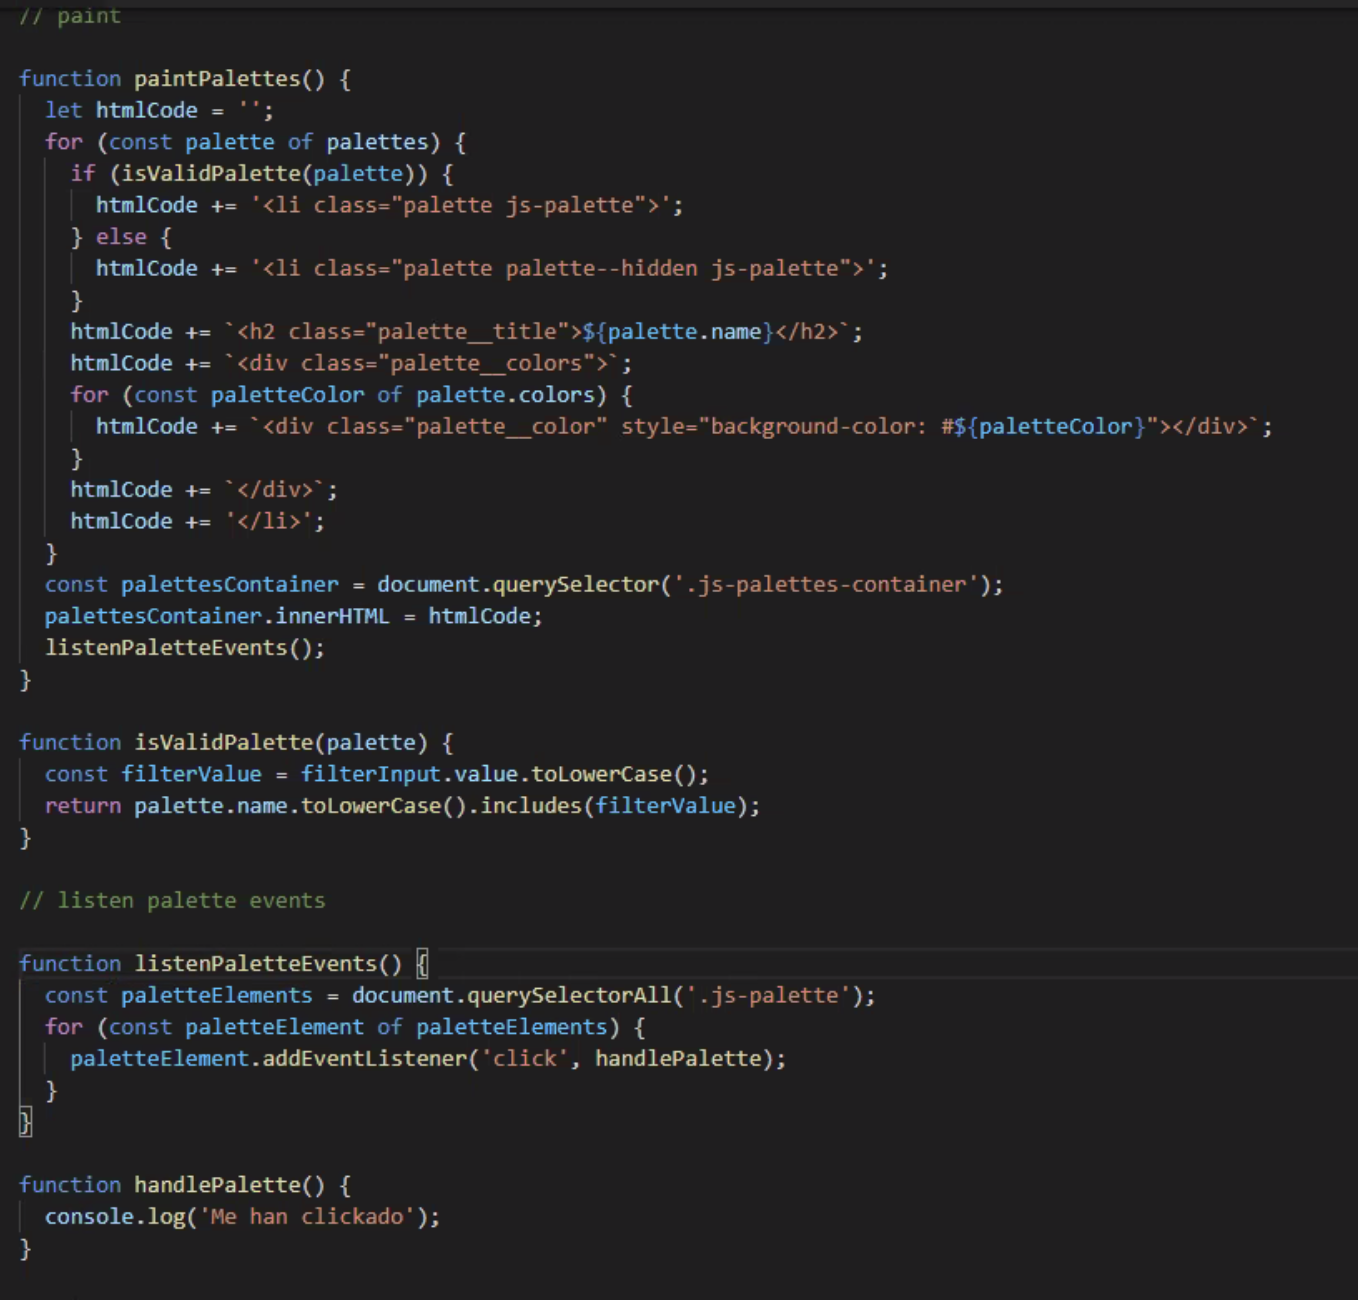 // paint
function paintPalettes() {
  let htmlCode = '';
  for (const palette of palettes) {
    if (isValidPalette(palette)) {
      htmlCode += '<li class="palette js-palette">';
    } else {
      htmlCode += '<li class="palette palette--hidden js-palette">';
    }
    htmlCode += `<h2 class="palette__title">${palette.name}</h2>`;
    htmlCode += `<div class="palette__colors">`;
    for (const paletteColor of palette.colors) {
      htmlCode += `<div class="palette__color" style="background-color: #${paletteColor}"></div>`;
    }
    htmlCode += `</div>`;
    htmlCode += '</li>';
  }
  const palettesContainer = document.querySelector('.js-palettes-container');
  palettesContainer.innerHTML = htmlCode;
  listenPaletteEvents();
}
function isValidPalette(palette) {
  const filterValue = filterInput.value.toLowerCase();
  return palette.name.toLowerCase().includes(filterValue);
}
// listen palette events
function listenPaletteEvents() {
  const paletteElements = document.querySelectorAll('.js-palette');
  for (const paletteElement of paletteElements) {
    paletteElement.addEventListener('click', handlePalette);
  }
}
function handlePalette() {
  console.log('Me han clickado');
}